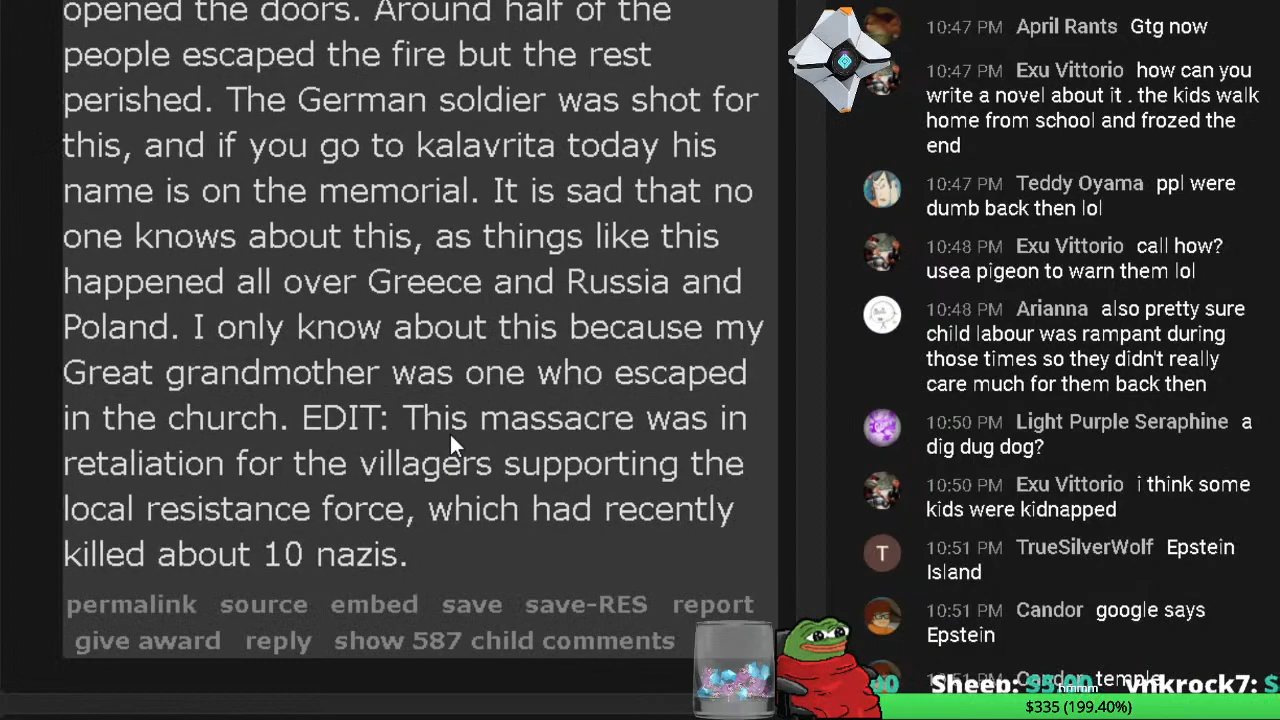 opened the doors. Around half of the
people escaped the fire but the rest
perished. The German soldier was shot for
this, and if you go to kalavrita today his
name is on the memorial. It is sad that no
one knows about this, as things like this
happened all over Greece and Russia and
Poland. I only know about this because my
Great grandmother was one who escaped
in the church. EDIT: This massacre was in
retaliation for the villagers supporting the
local resistance force, which had recently
killed about 10 nazis.
permalink source embed save save-RES report
give award reply show 587 child comments
10:47 PM April Rants Gtg now
10:47 PM Exu Vittorio how can you
write a novel about it . the kids walk
home from school and frozed the
end
10:47 PM Teddy Oyama ppl were
dumb back then lol
10:48 PM Exu Vittorio call how?
usea pigeon to warn them lol
10:48 PM Arianna also pretty sure
child labour was rampant during
those times so they didn't really
care much for them back then
10:50 PM Light Purple Seraphine a
dig dug dog?
10:50 PM Exu Vittorio i think some
kids were kidnapped
T
10:51 PM TrueSilverWolf Epstein
Island
10:51 PM Candor google says
Epstein
Sheep: vnkrock7: $
hmmm
$335 (199.40%)